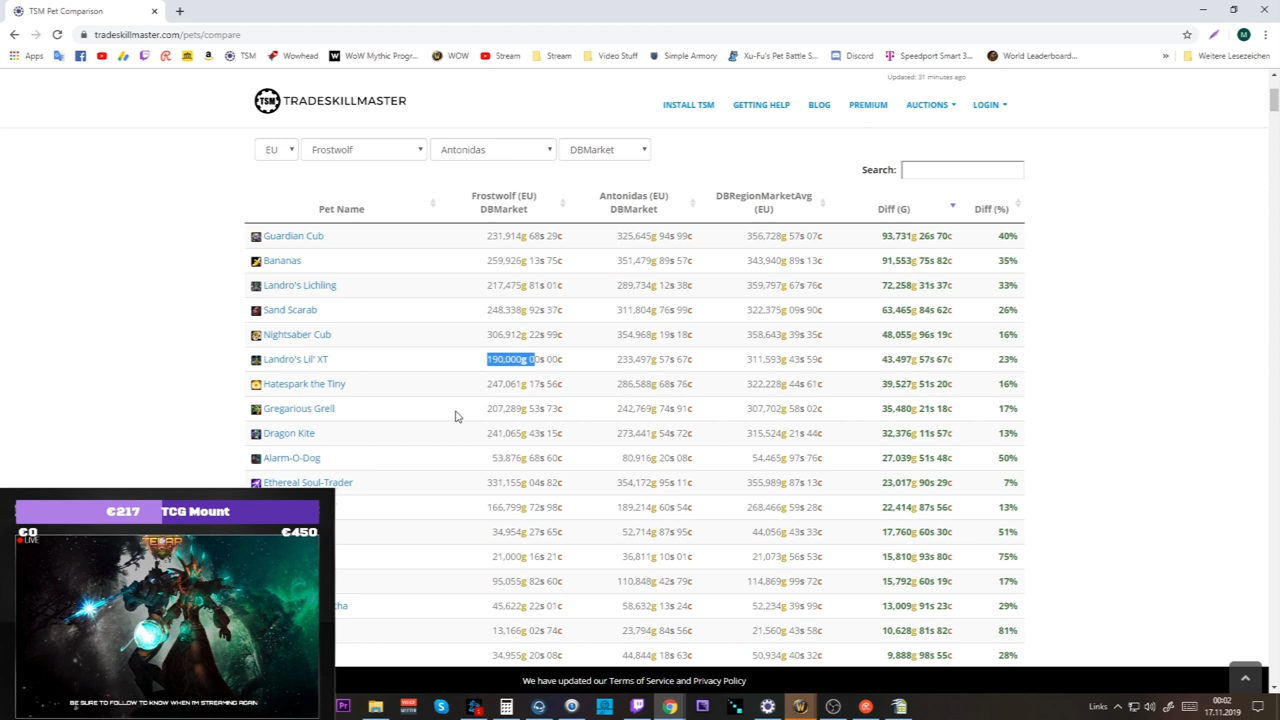 TSM Pet Comparison
tradeskillmaster.com/pets/compare
Apps TSM Wowhead WoW Mythic Progr... WOW Stream Stream Video Stuff Simple Armory Xu-Fu's Pet Battle S... Discord Speedport Smart 3... World Leaderboard... » Weitere Lesezeichen
Updated: 31 minutes ago
TSM TRADESKILLMASTER INSTALL TSM GETTING HELP BLOG PREMIUM AUCTIONS LOGIN
EU Frostwolf Antonidas DBMarket
Search:
Pet Name Frostwolf (EU) DBMarket Antonidas (EU) DBMarket DBRegionMarketAvg (EU) Diff (G) Diff (%)
Guardian Cub 231,914g 68s 29c 325,645g 94s 99c 356,728g 57s 07c 93,731g 26s 70c 40%
Bananas 259,926g 13s 75c 351,479g 89s 57c 343,940g 89s 13c 91,553g 75s 82c 35%
Landro's Lichling 217,475g 81s 01c 289,734g 12s 38c 359,797g 67s 76c 72,258g 31s 37c 33%
Sand Scarab 248,338g 92s 37c 311,804g 76s 99c 322,375g 09s 90c 63,465g 84s 62c 26%
Nightsaber Cub 306,912g 22s 99c 354,968g 19s 18c 358,643g 39s 35c 48,055g 96s 19c 16%
Landro's Lil' XT 190,000g 00s 00c 233,497g 57s 67c 311,593g 43s 59c 43,497g 57s 67c 23%
Hatespark the Tiny 247,061g 17s 56c 286,588g 68s 76c 322,228g 44s 61c 39,527g 51s 20c 16%
Gregarious Grell 207,289g 53s 73c 242,769g 74s 91c 307,702g 58s 02c 35,480g 21s 18c 17%
Dragon Kite 241,065g 43s 15c 273,441g 54s 72c 315,524g 21s 44c 32,376g 11s 57c 13%
Alarm-O-Dog 53,876g 68s 60c 80,916g 20s 08c 54,465g 97s 76c 27,039g 51s 48c 50%
Ethereal Soul-Trader 331,155g 04s 82c 354,172g 95s 11c 355,989g 87s 13c 23,017g 90s 29c 7%
166,799g 72s 98c 189,214g 60s 54c 268,466g 59s 28c 22,414g 87s 56c 13%
34,954g 27s 65c 52,714g 87s 95c 44,056g 43s 33c 17,760g 60s 30c 51%
21,000g 16s 21c 36,811g 10s 01c 21,073g 56s 53c 15,810g 93s 80c 75%
95,055g 82s 60c 110,848g 42s 79c 114,869g 99s 72c 15,792g 60s 19c 17%
ha 45,622g 22s 01c 58,632g 13s 24c 52,234g 39s 99c 13,009g 91s 23c 29%
13,166g 02s 74c 23,794g 84s 56c 21,560g 43s 58c 10,628g 81s 82c 81%
34,955g 20s 08c 44,844g 18s 63c 50,934g 40s 32c 9,888g 98s 55c 28%
€217 TCG Mount
€0 €450
LIVE
BE SURE TO FOLLOW TO KNOW WHEN I'M STREAMING AGAIN
We have updated our Terms of Service and Privacy Policy
Links 00:02
17.11.2019